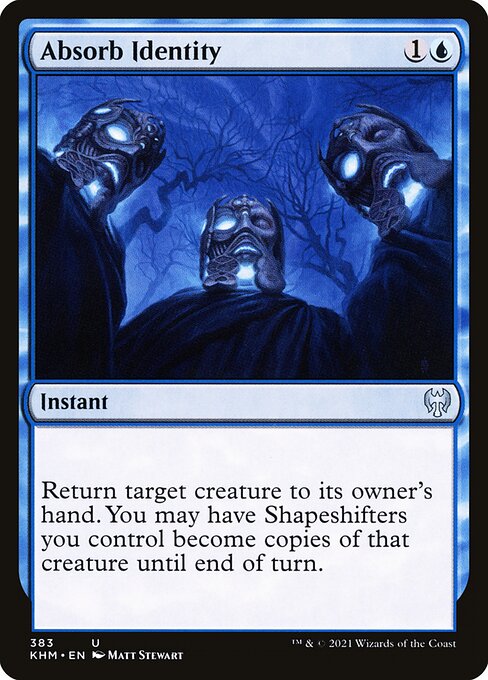 Absorb Identity 1
Instant
Return target creature to its owner's
hand. You may have Shapeshifters
you control become copies of that
creature until end of turn.
383 U
KHM • EN Matt Stewart
™ & © 2021 Wizards of the Coast